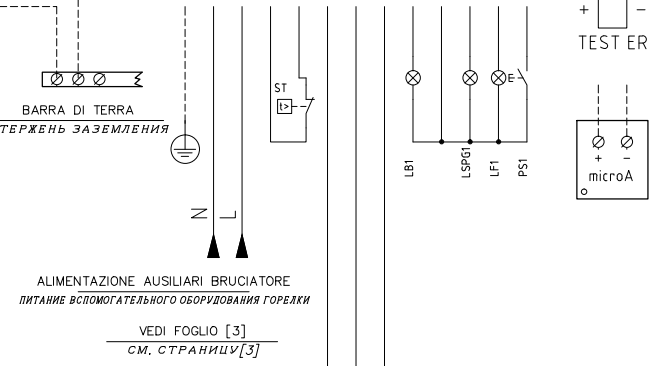 + −
TEST ER
ST
t>
E
BARRA DI TERRA
ТЕРЖЕНЬ ЗАЗЕМЛЕНИЯ
LB1
LSPG1
LF1
PS1
+ −
microA
N
L
ALIMENTAZIONE AUSILIARI BRUCIATORE
ПИТАНИЕ ВСПОМОГАТЕЛЬНОГО ОБОРУДОВАНИЯ ГОРЕЛКИ
VEDI FOGLIO [3]
СМ. СТРАНИЦУ[3]